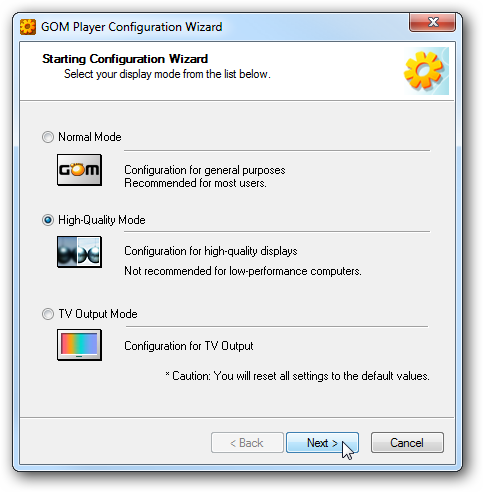 GOM Player Configuration Wizard
Starting Configuration Wizard
Select your display mode from the list below.
Normal Mode
GOM
Configuration for general purposes
Recommended for most users.
High-Quality Mode
Configuration for high-quality displays
Not recommended for low-performance computers.
TV Output Mode
Configuration for TV Output
* Caution: You will reset all settings to the default values.
< Back
Next >
Cancel